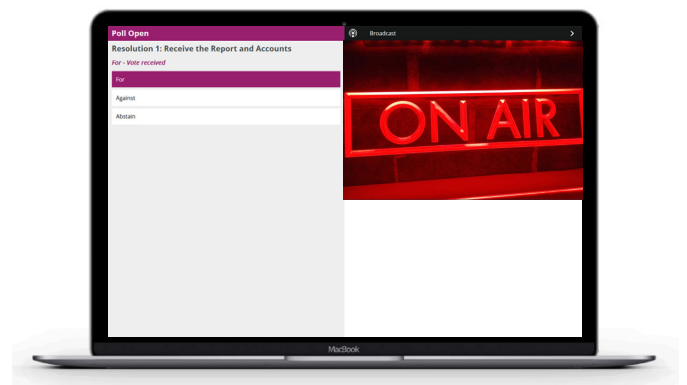 Poll Open
Resolution 1: Receive the Report and Accounts
For - Vote received
For
Against
Abstain
Broadcast
ON AIR
MacBook